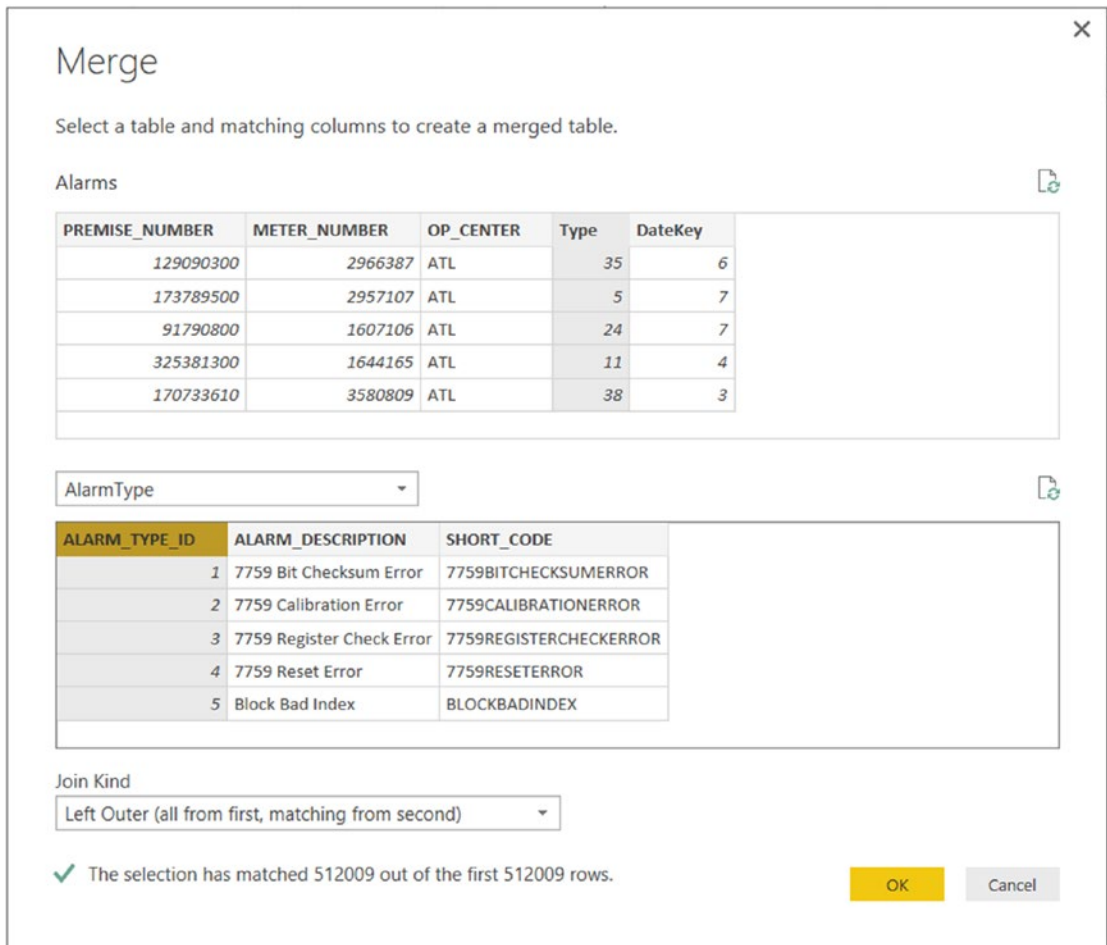 Merge
Select a table and matching columns to create a merged table.
Alarms
PREMISE_NUMBER METER_NUMBER OP_CENTER Type DateKey
129090300 2966387 ATL 35 6
173789500 2957107 ATL 5 7
91790800 1607106 ATL 24 7
325381300 1644165 ATL 11 4
170733610 3580809 ATL 38 3
AlarmType
ALARM_TYPE_ID ALARM_DESCRIPTION SHORT_CODE
1 7759 Bit Checksum Error 7759BITCHECKSUMERROR
2 7759 Calibration Error 7759CALIBRATIONERROR
3 7759 Register Check Error 7759REGISTERCHECKERROR
4 7759 Reset Error 7759RESETERROR
5 Block Bad Index BLOCKBADINDEX
Join Kind
Left Outer (all from first, matching from second)
The selection has matched 512009 out of the first 512009 rows.
OK Cancel